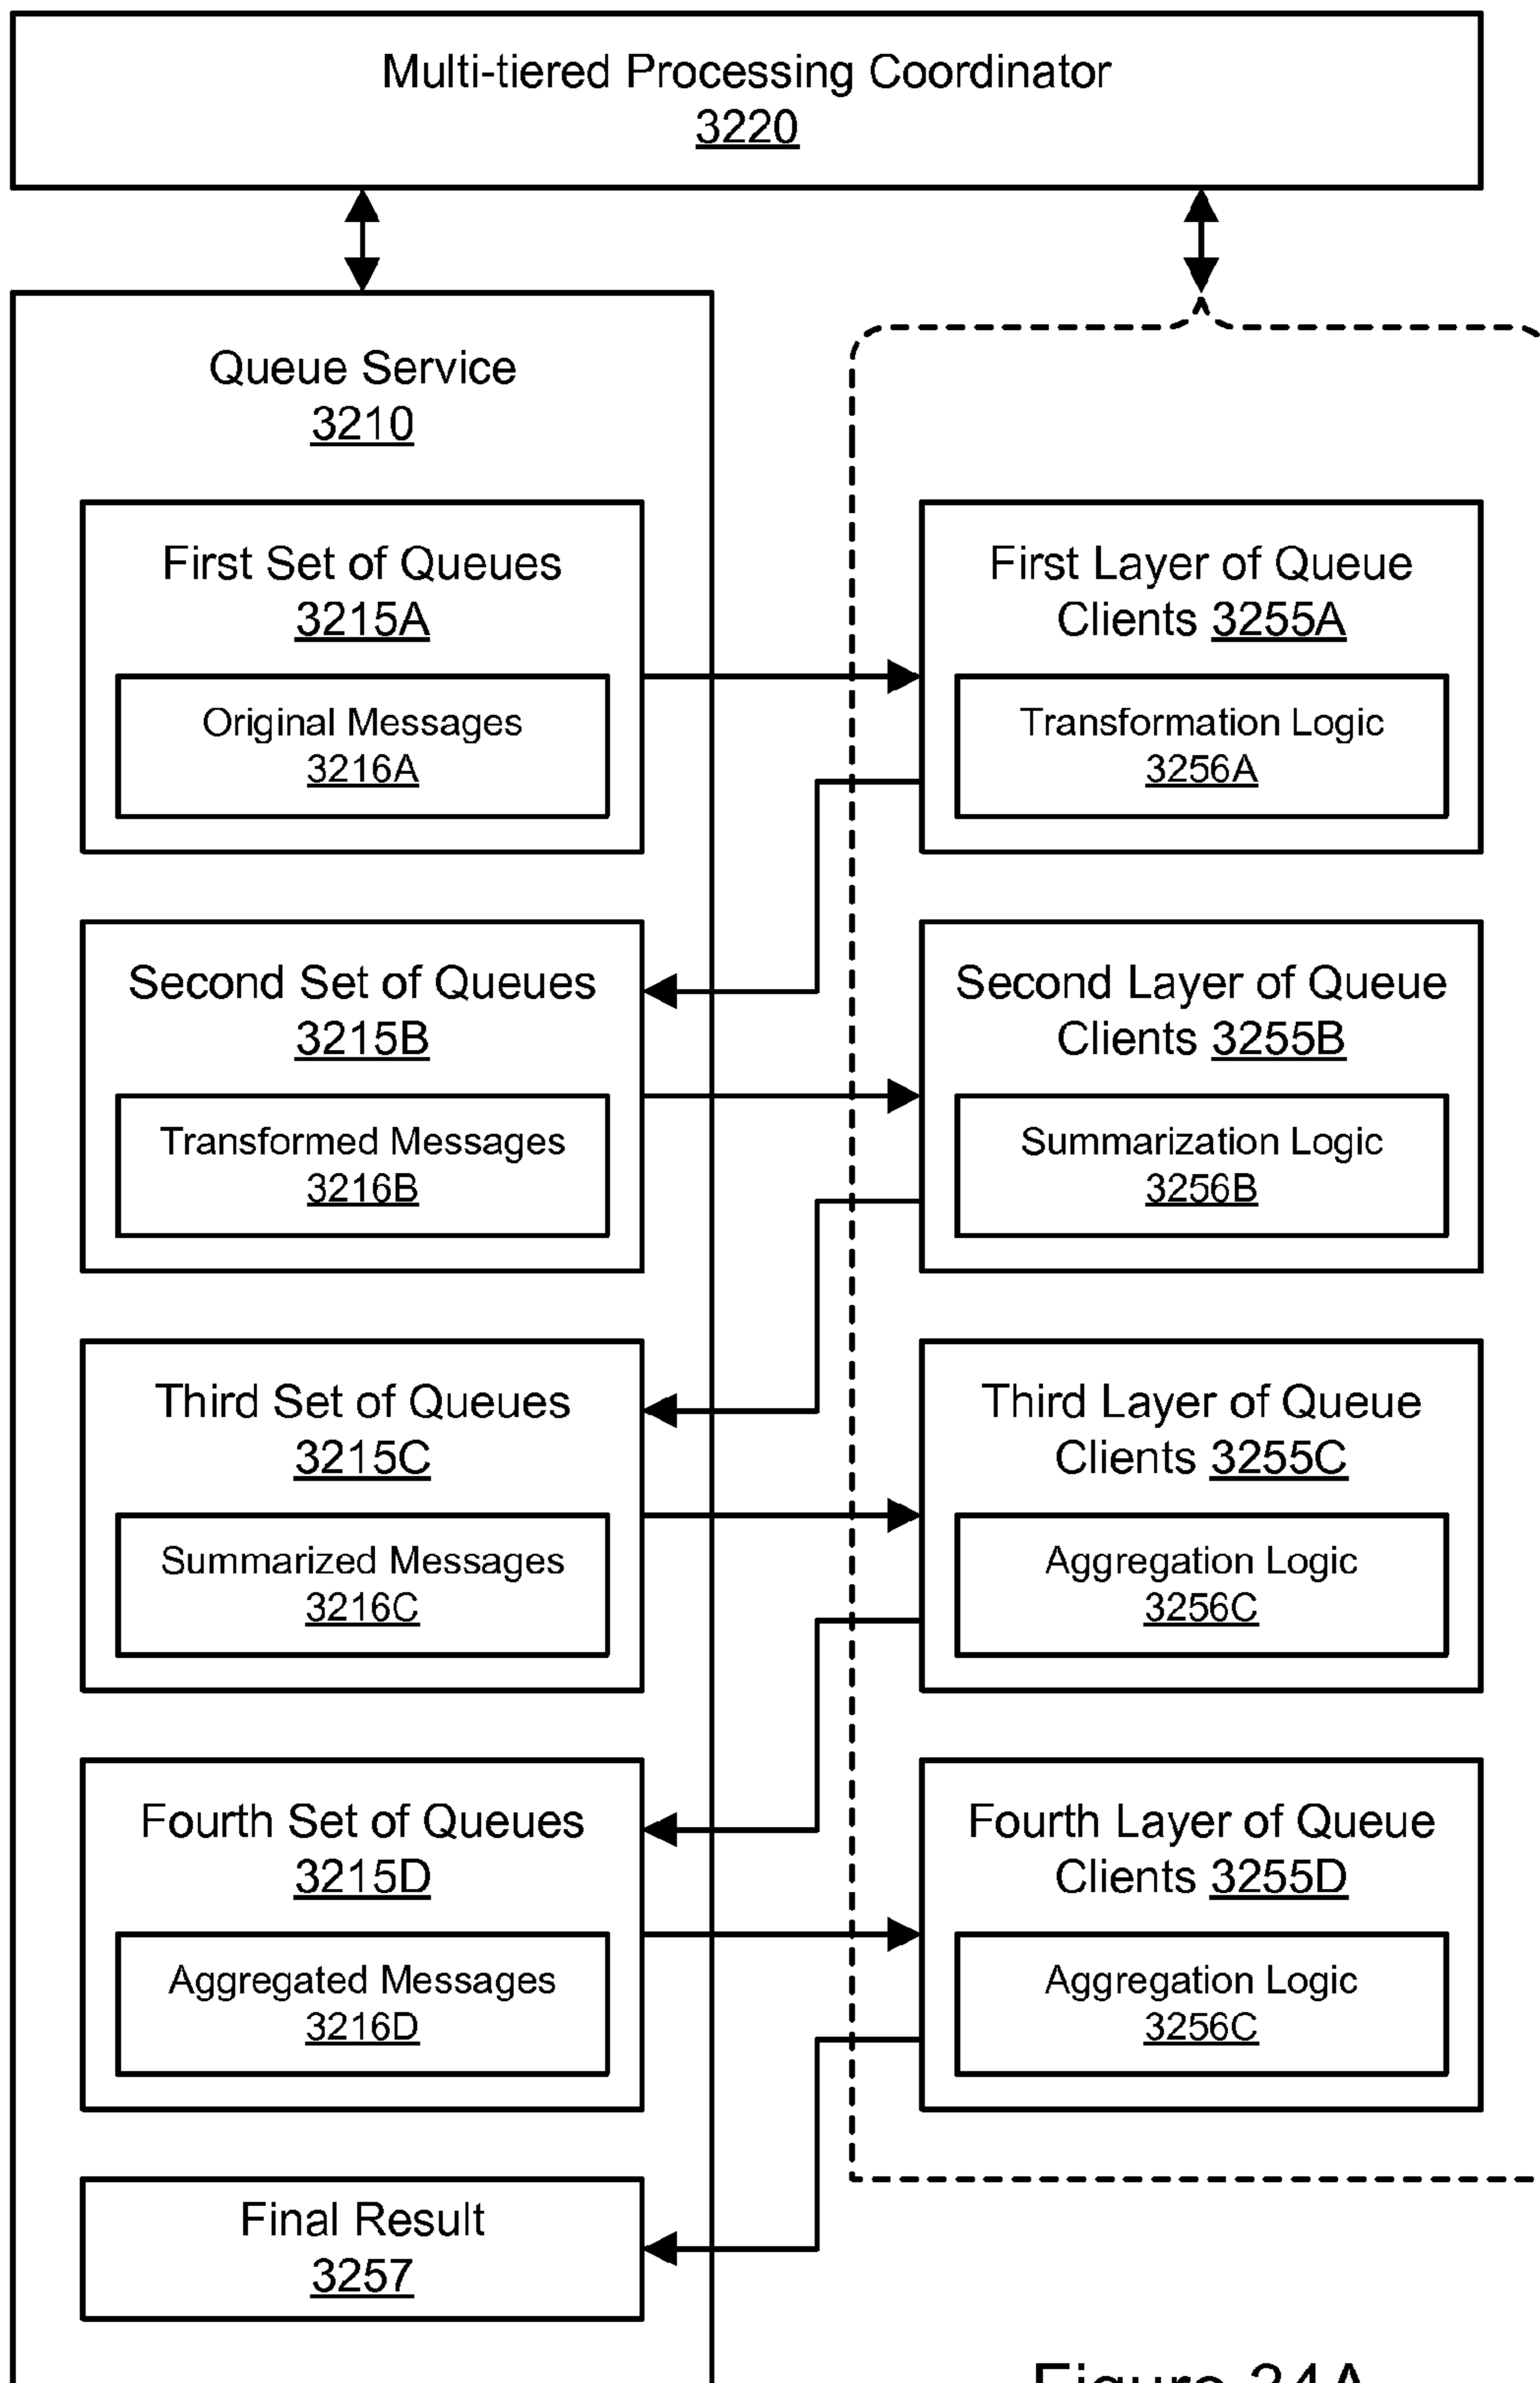 Multi-tiered Processing Coordinator
3220
Queue Service
3210
First Set of Queues
3215A
Original Messages
3216A
First Layer of Queue
Clients 3255A
Transformation Logic
3256A
Second Set of Queues
3215B
Transformed Messages
3216B
Second Layer of Queue
Clients 3255B
Summarization Logic
3256B
Third Set of Queues
3215C
Summarized Messages
3216C
Third Layer of Queue
Clients 3255C
Aggregation Logic
3256C
Fourth Set of Queues
3215D
Aggregated Messages
3216D
Fourth Layer of Queue
Clients 3255D
Aggregation Logic
3256C
Final Result
3257
Figure 24A